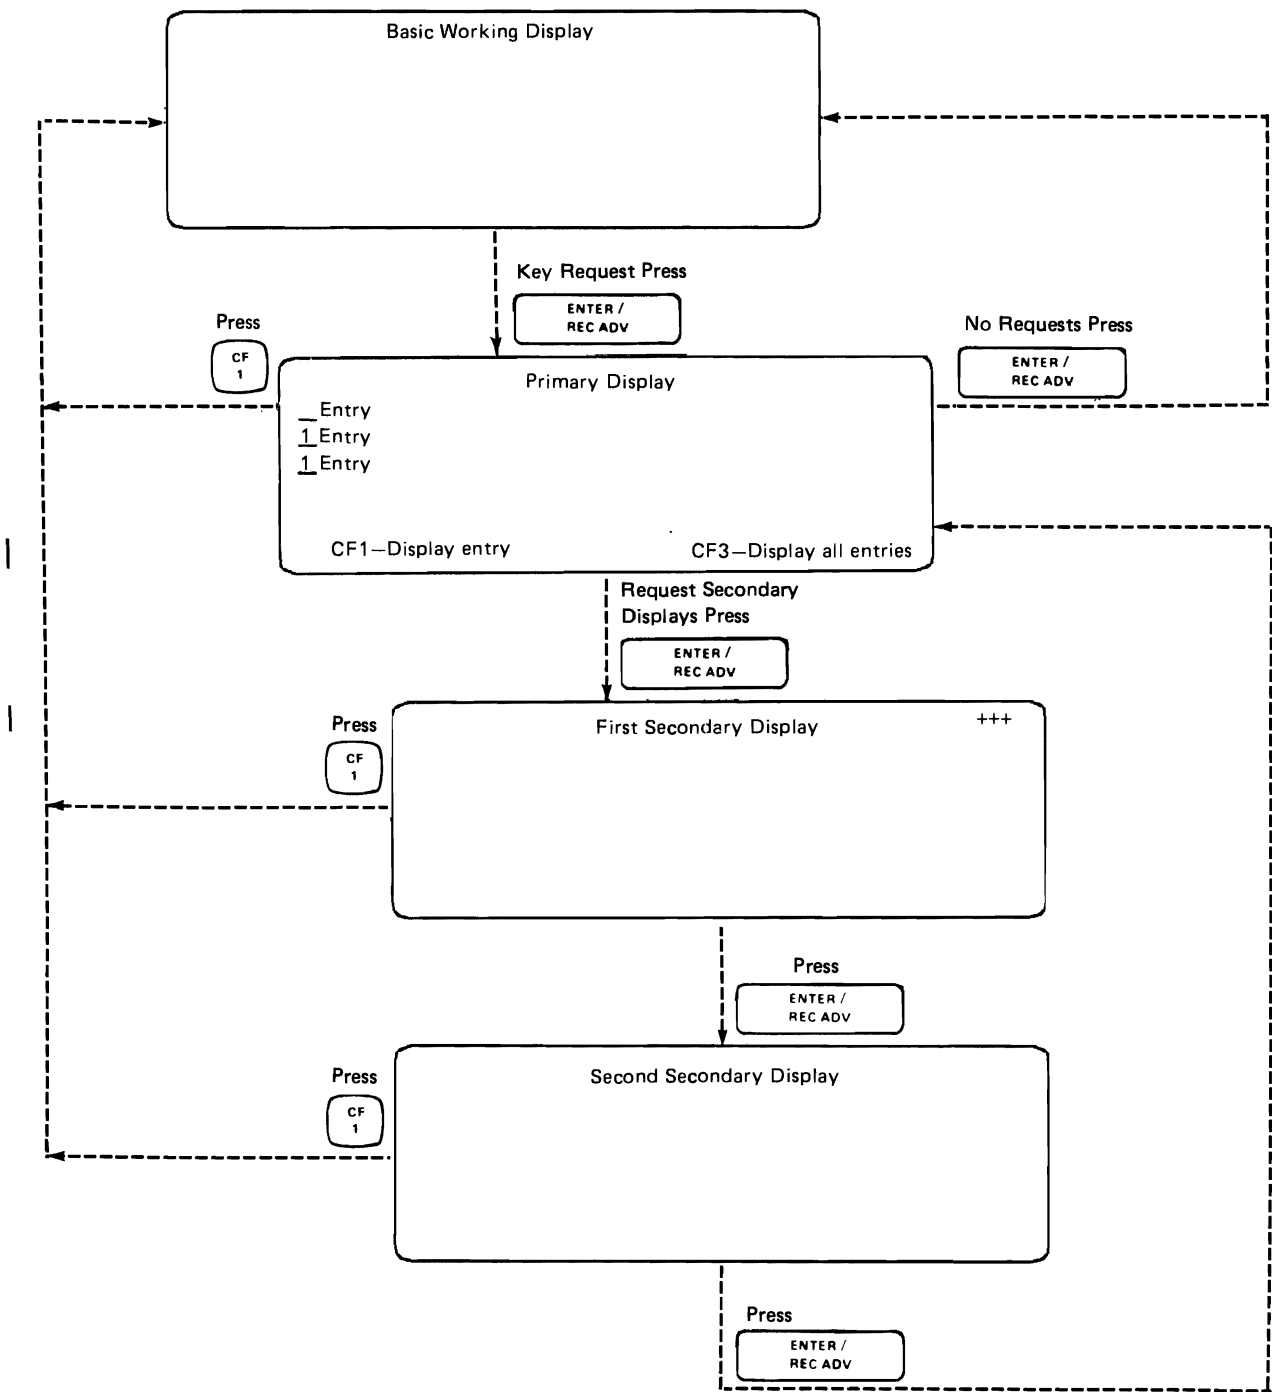 Basic Working Display
Key Request Press
ENTER /
REC ADV
Press
CF
1
No Requests Press
ENTER /
REC ADV
Primary Display
_ Entry
1 Entry
1 Entry
CF1—Display entry
CF3—Display all entries
Request Secondary
Displays Press
ENTER /
REC ADV
Press
CF
1
First Secondary Display
+++
Press
ENTER /
REC ADV
Press
CF
1
Second Secondary Display
Press
ENTER /
REC ADV